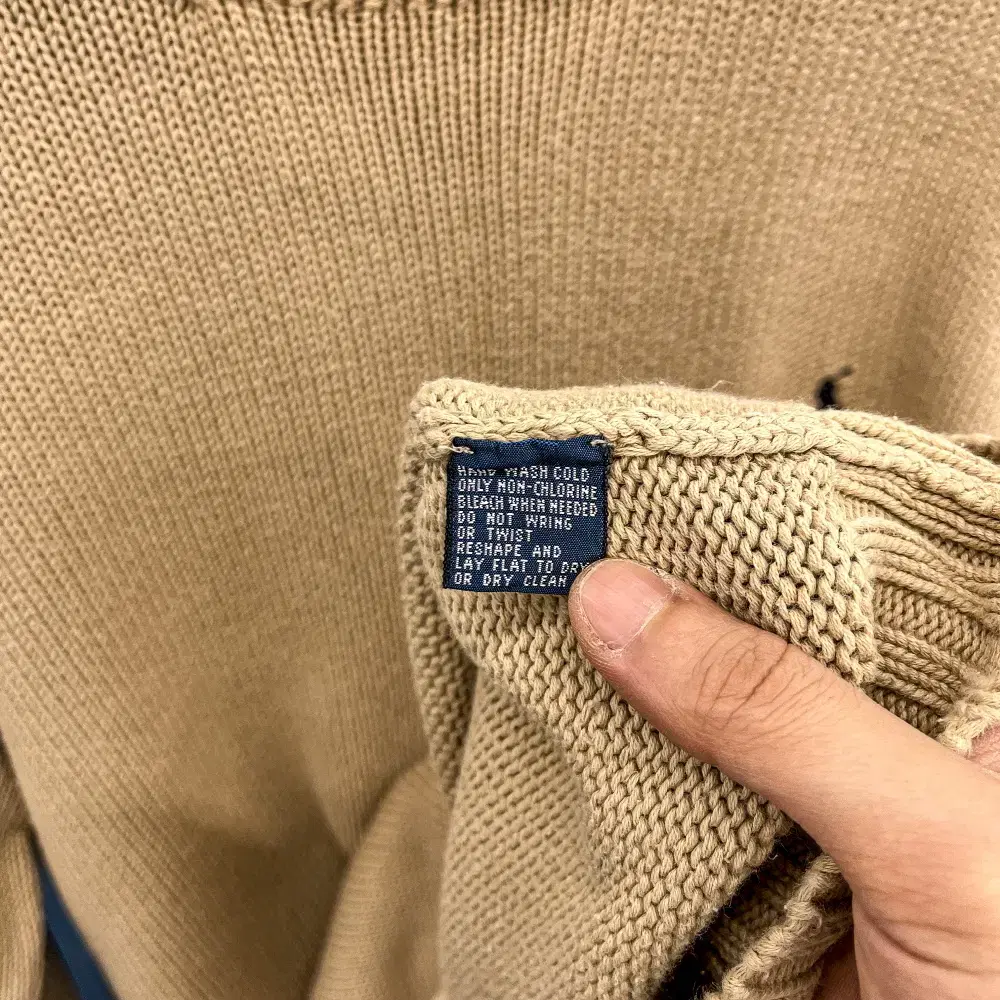 HAND WASH COLD
ONLY NON-CHLORINE
BLEACH WHEN NEEDED
DO NOT WRING
OR TWIST
RESHAPE AND
LAY FLAT TO DRY
OR DRY CLEAN